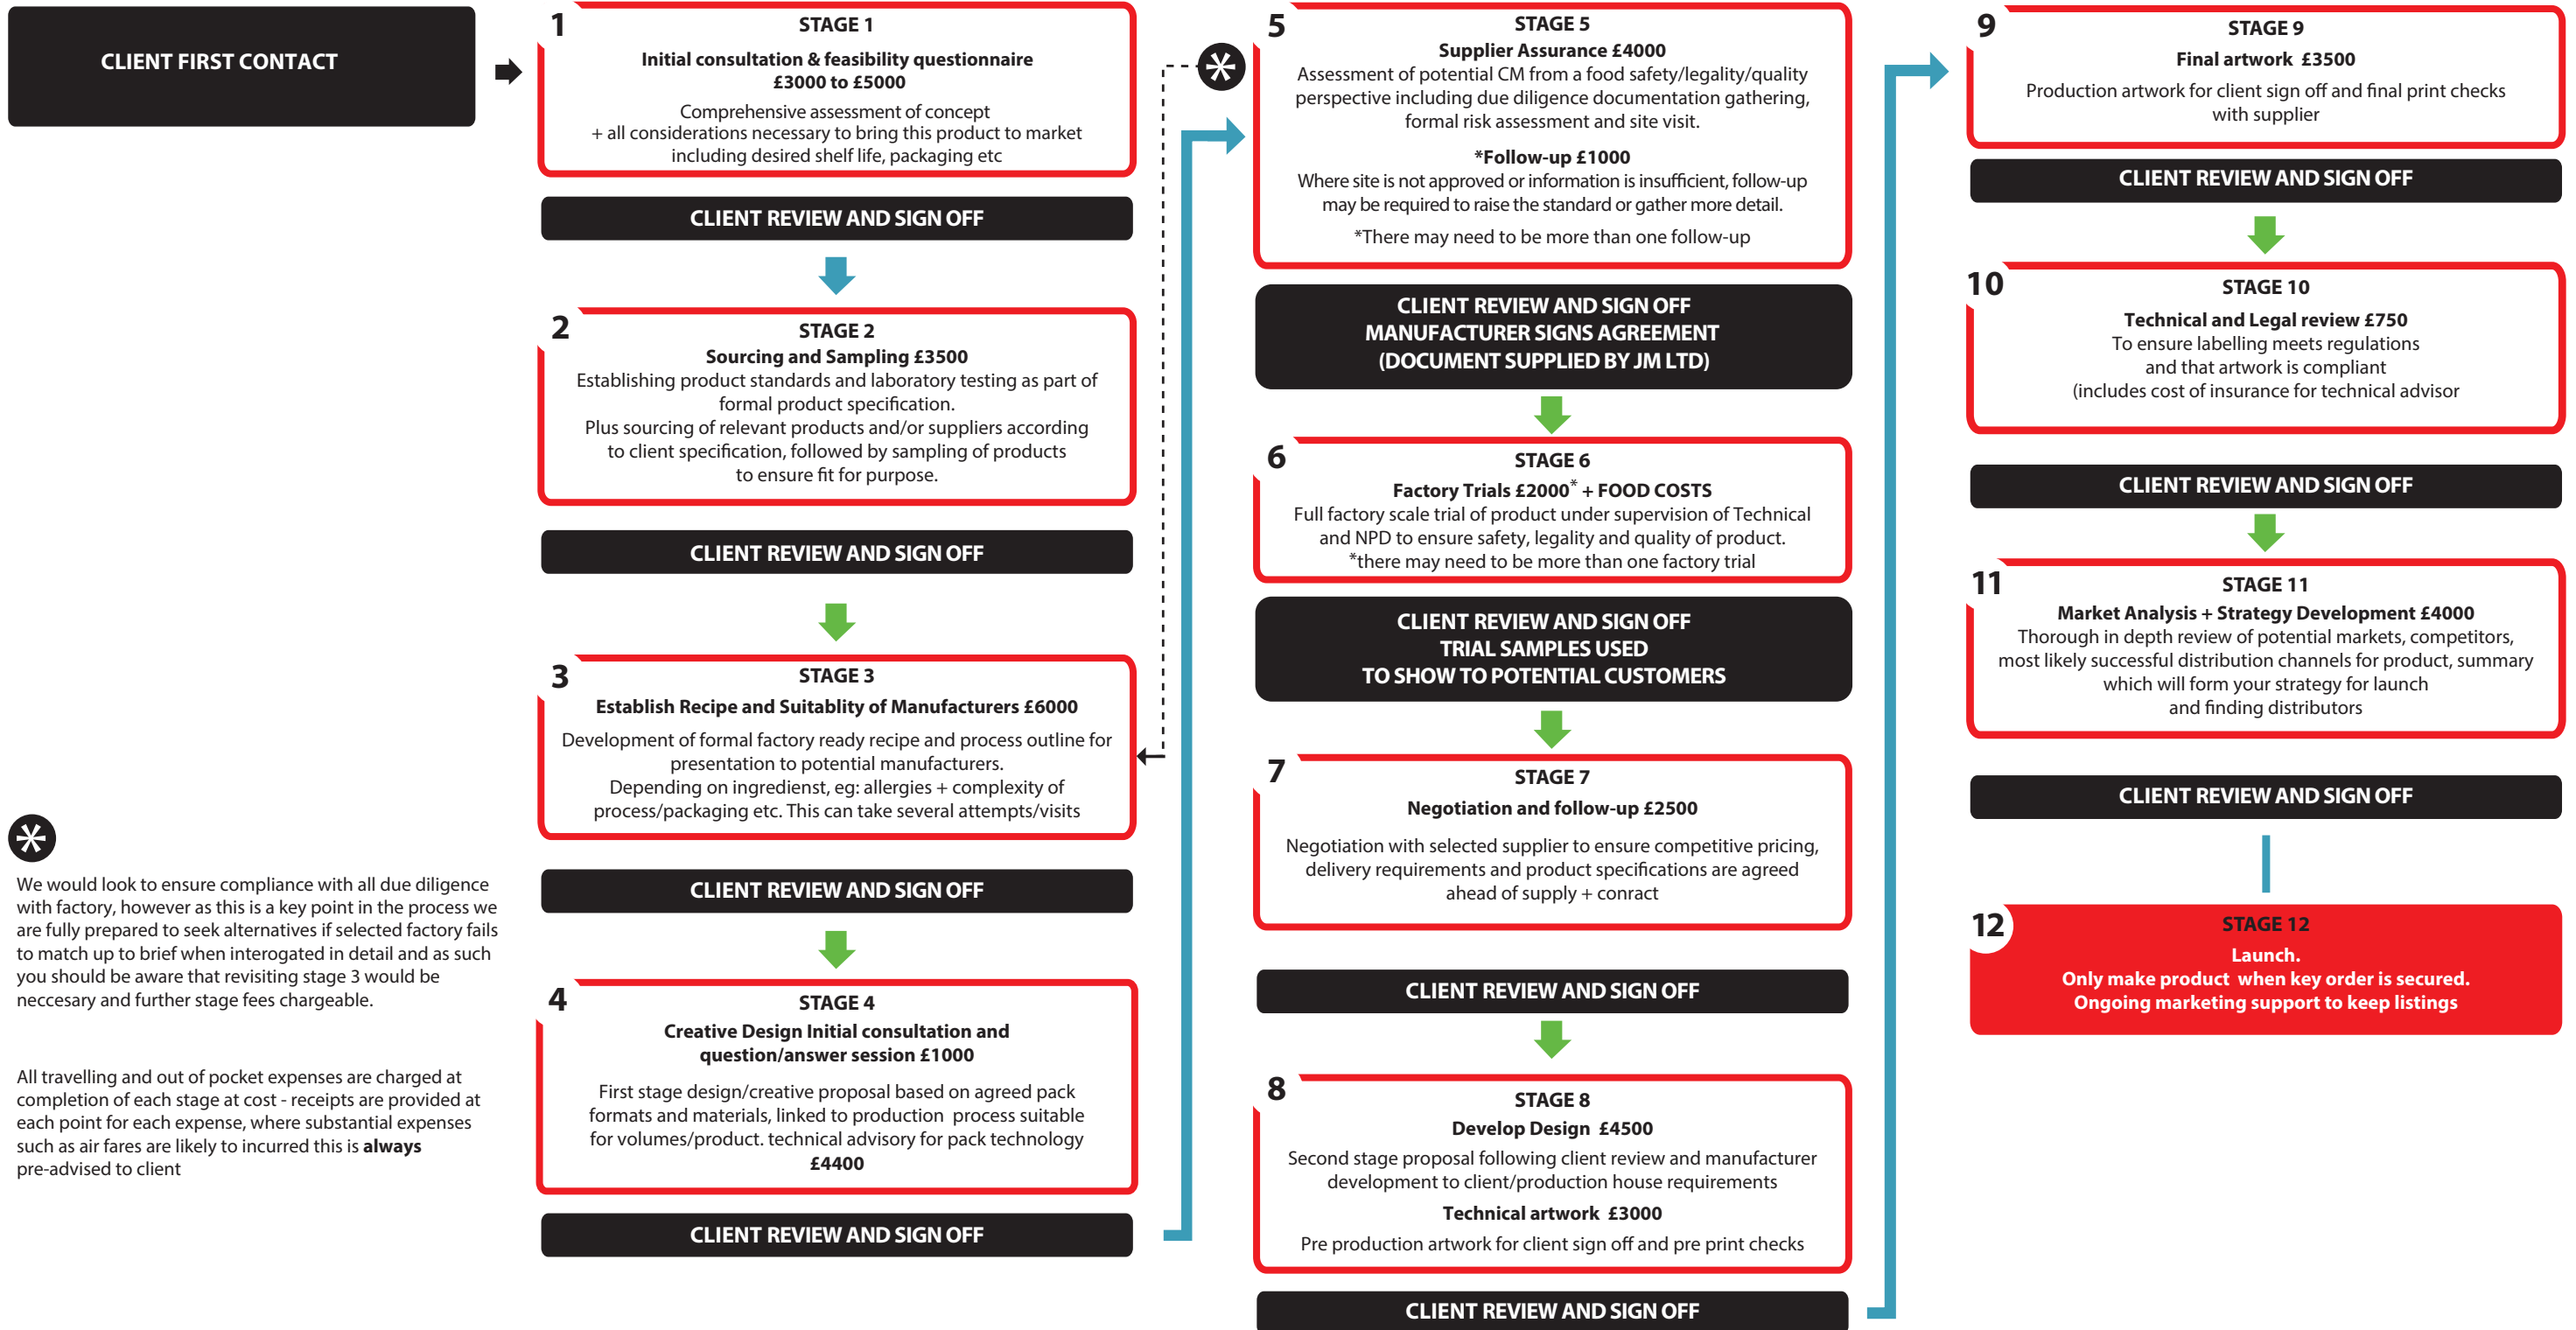 CLIENT FIRST CONTACT
1
STAGE 1
Initial consultation & feasibility questionnaire
£3000 to £5000
Comprehensive assessment of concept
+ all considerations necessary to bring this product to market
including desired shelf life, packaging etc
CLIENT REVIEW AND SIGN OFF
2
STAGE 2
Sourcing and Sampling £3500
Establishing product standards and laboratory testing as part of
formal product specification.
Plus sourcing of relevant products and/or suppliers according
to client specification, followed by sampling of products
to ensure fit for purpose.
CLIENT REVIEW AND SIGN OFF
3
STAGE 3
Establish Recipe and Suitablity of Manufacturers £6000
Development of formal factory ready recipe and process outline for
presentation to potential manufacturers.
Depending on ingredienst, eg: allergies + complexity of
process/packaging etc. This can take several attempts/visits
CLIENT REVIEW AND SIGN OFF
4
STAGE 4
Creative Design Initial consultation and
question/answer session £1000
First stage design/creative proposal based on agreed pack
formats and materials, linked to production process suitable
for volumes/product. technical advisory for pack technology
£4400
CLIENT REVIEW AND SIGN OFF
*
We would look to ensure compliance with all due diligence
with factory, however as this is a key point in the process we
are fully prepared to seek alternatives if selected factory fails
to match up to brief when interogated in detail and as such
you should be aware that revisiting stage 3 would be
neccesary and further stage fees chargeable.
All travelling and out of pocket expenses are charged at
completion of each stage at cost - receipts are provided at
each point for each expense, where substantial expenses
such as air fares are likely to incurred this is always
pre-advised to client
*
5
STAGE 5
Supplier Assurance £4000
Assessment of potential CM from a food safety/legality/quality
perspective including due diligence documentation gathering,
formal risk assessment and site visit.
*Follow-up £1000
Where site is not approved or information is insufficient, follow-up
may be required to raise the standard or gather more detail.
*There may need to be more than one follow-up
CLIENT REVIEW AND SIGN OFF
MANUFACTURER SIGNS AGREEMENT
(DOCUMENT SUPPLIED BY JM LTD)
6
STAGE 6
Factory Trials £2000* + FOOD COSTS
Full factory scale trial of product under supervision of Technical
and NPD to ensure safety, legality and quality of product.
*there may need to be more than one factory trial
CLIENT REVIEW AND SIGN OFF
TRIAL SAMPLES USED
TO SHOW TO POTENTIAL CUSTOMERS
7
STAGE 7
Negotiation and follow-up £2500
Negotiation with selected supplier to ensure competitive pricing,
delivery requirements and product specifications are agreed
ahead of supply + conract
CLIENT REVIEW AND SIGN OFF
8
STAGE 8
Develop Design £4500
Second stage proposal following client review and manufacturer
development to client/production house requirements
Technical artwork £3000
Pre production artwork for client sign off and pre print checks
CLIENT REVIEW AND SIGN OFF
9
STAGE 9
Final artwork £3500
Production artwork for client sign off and final print checks
with supplier
CLIENT REVIEW AND SIGN OFF
10
STAGE 10
Technical and Legal review £750
To ensure labelling meets regulations
and that artwork is compliant
(includes cost of insurance for technical advisor
CLIENT REVIEW AND SIGN OFF
11
STAGE 11
Market Analysis + Strategy Development £4000
Thorough in depth review of potential markets, competitors,
most likely successful distribution channels for product, summary
which will form your strategy for launch
and finding distributors
CLIENT REVIEW AND SIGN OFF
12
STAGE 12
Launch.
Only make product when key order is secured.
Ongoing marketing support to keep listings